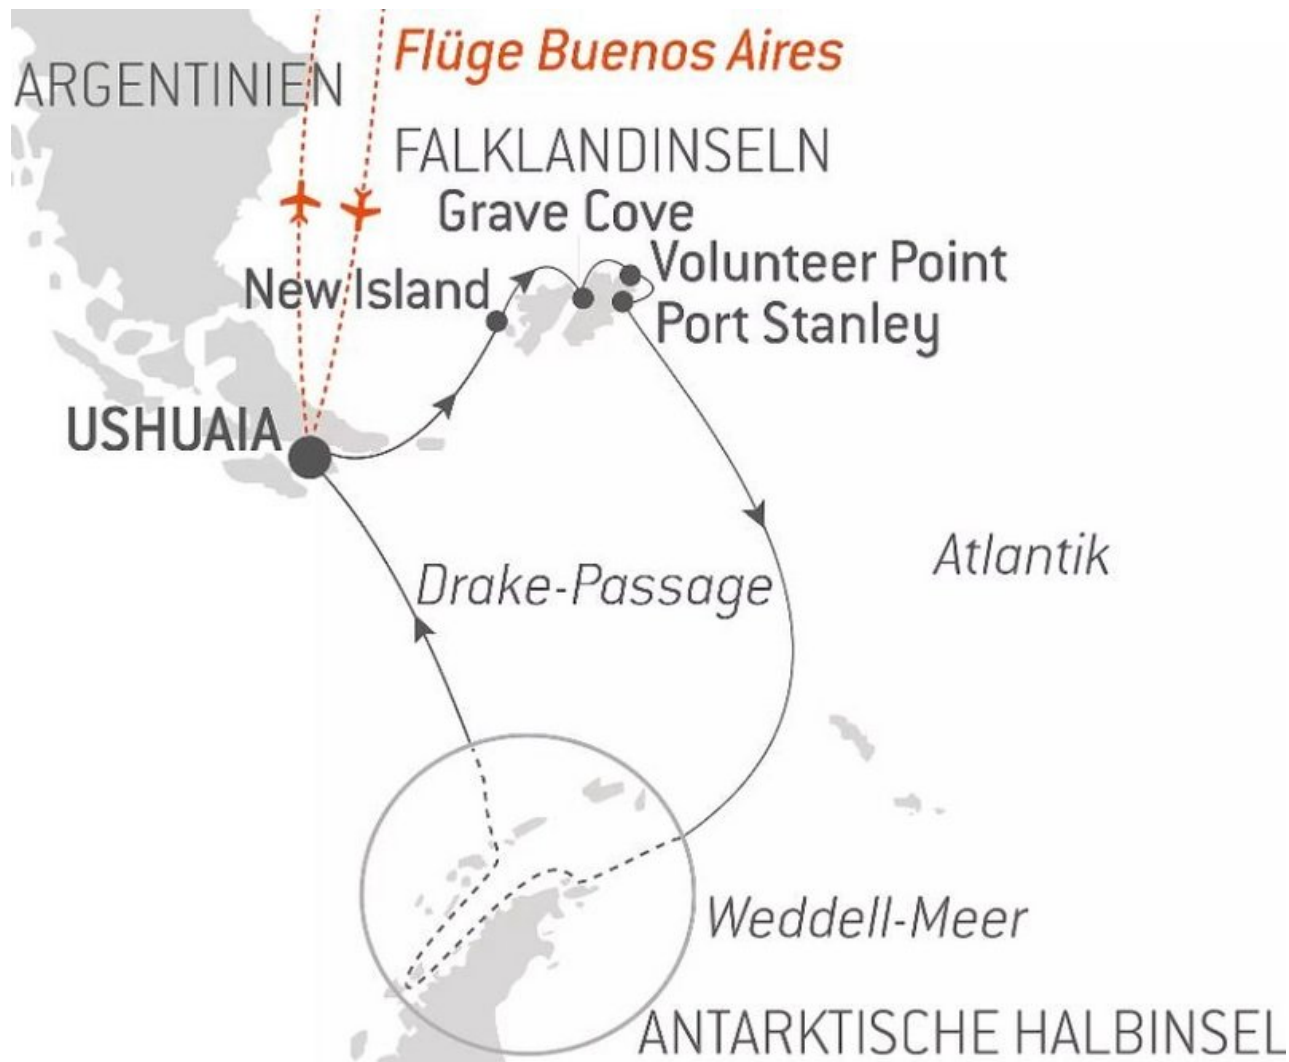 Flüge Buenos Aires
ARGENTINIEN
FALKLANDINSELN
Grave Cove
Volunteer Point
New Island
Port Stanley
USHUAIA
Atlantik
Drake-Passage
Weddell-Meer
ANTARKTISCHE HALBINSEL